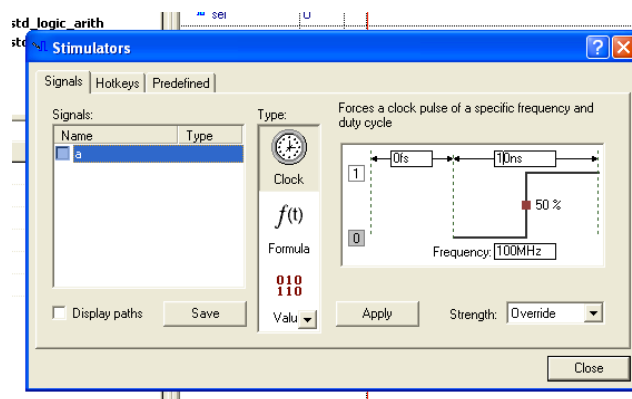 std_logic_arith
sel
U
std
Stimulators
Signals Hotkeys Predefined
Signals:
Name Type
a
Display paths
Save
Type:
Clock
f(t)
Formula
010
110
Valu
Forces a clock pulse of a specific frequency and
duty cycle
0fs
10ns
1
50 %
0
Frequency: 100MHz
Apply
Strength: Override
Close